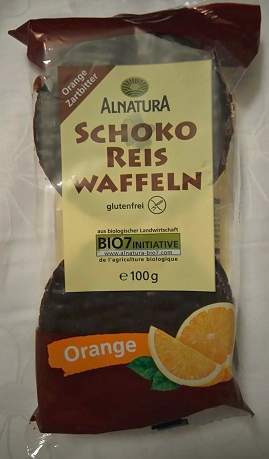 Orange
Zartbitter
ALNATURA
SCHOKO
REIS
WAFFELN
glutenfrei
aus biologischer Landwirtschaft
BIO7 INITIATIVE
www.alnatura-bio7.com
de l'agriculture biologique
e 100 g
Orange